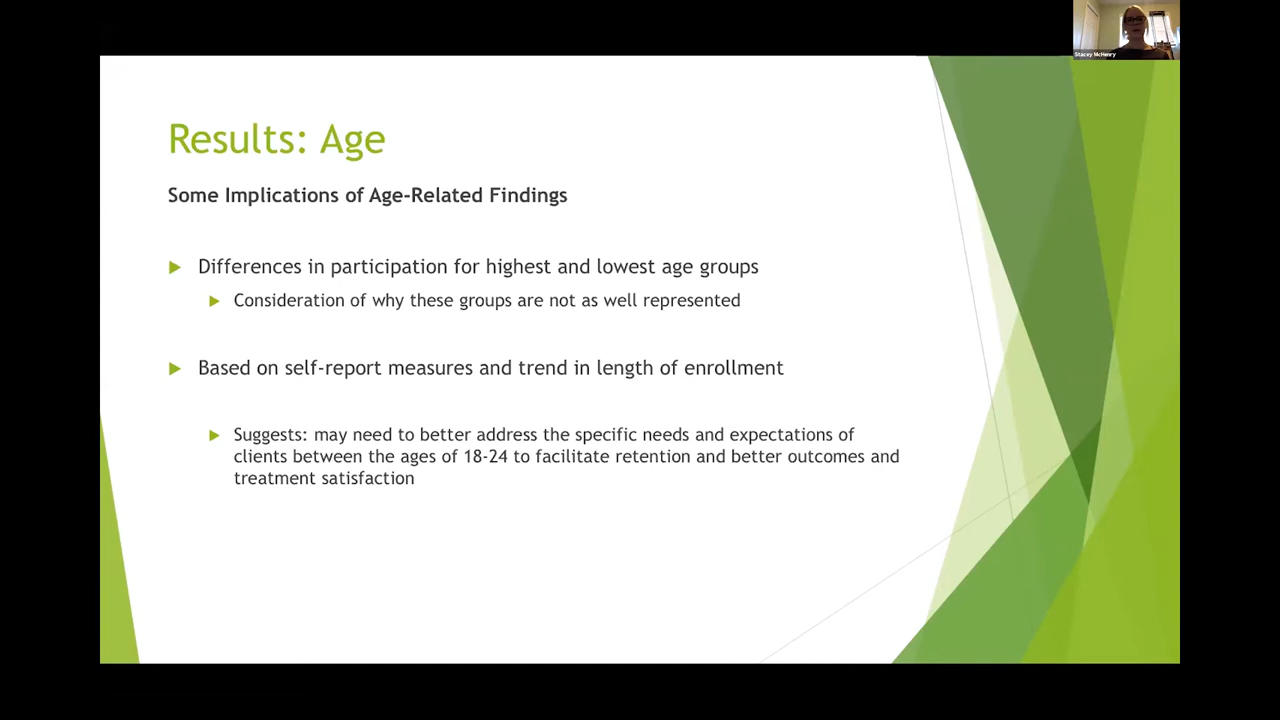 Stacey McHenry
Results: Age
Some Implications of Age-Related Findings
Differences in participation for highest and lowest age groups
Consideration of why these groups are not as well represented
Based on self-report measures and trend in length of enrollment
Suggests: may need to better address the specific needs and expectations of
clients between the ages of 18-24 to facilitate retention and better outcomes and
treatment satisfaction